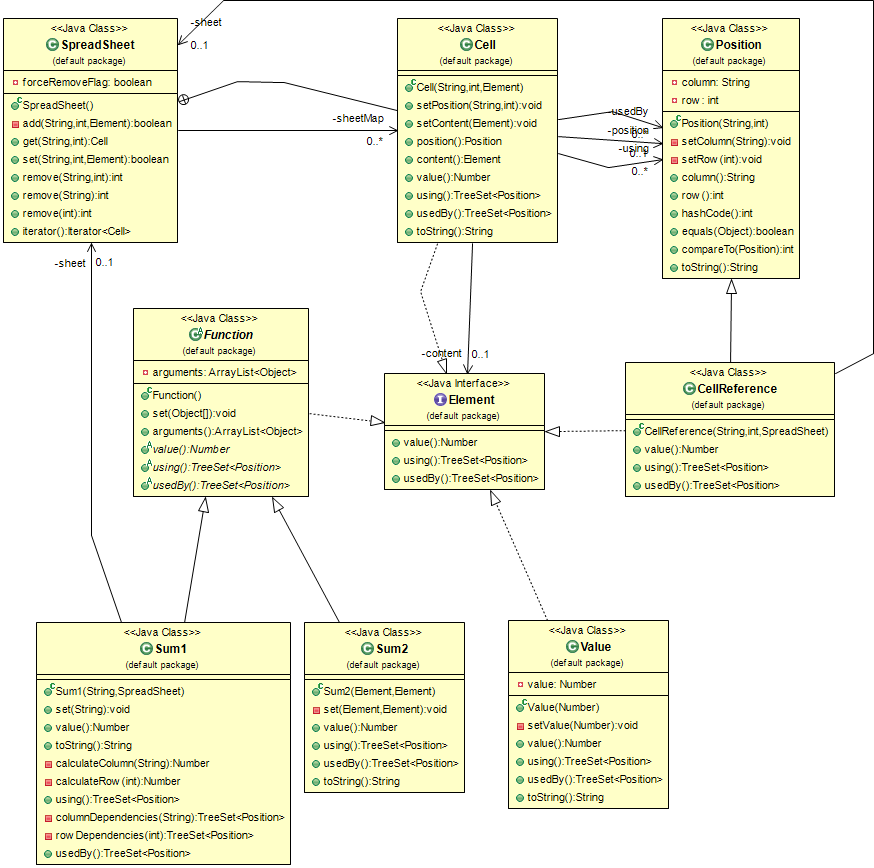 -sheet
0..1
<<Java Class>>
SpreadSheet
(default package)
forceRemoveFlag: boolean
SpreadSheet()
add(String,int,Element):boolean
get(String,int):Cell
set(String,int,Element):boolean
remove(String,int):int
remove(String):int
remove(int):int
iterator():Iterator<Cell>
-sheetMap
0..*
<<Java Class>>
Cell
(default package)
Cell(String,int,Element)
setPosition(String,int):void
setContent(Element):void
position():Position
content():Element
value():Number
using():TreeSet<Position>
usedBy():TreeSet<Position>
toString():String
-usedBy
0..*
-position
0..1
-using
0..*
<<Java Class>>
Position
(default package)
column: String
row: int
Position(String,int)
setColumn(String):void
setRow(int):void
column():String
row():int
hashCode():int
equals(Object):boolean
compareTo(Position):int
toString():String
-sheet
0..1
<<Java Class>>
Function
(default package)
arguments: ArrayList<Object>
Function()
set(Object[]):void
arguments():ArrayList<Object>
value():Number
using():TreeSet<Position>
usedBy():TreeSet<Position>
-content
0..1
<<Java Interface>>
Element
(default package)
value():Number
using():TreeSet<Position>
usedBy():TreeSet<Position>
<<Java Class>>
CellReference
(default package)
CellReference(String,int,SpreadSheet)
value():Number
using():TreeSet<Position>
usedBy():TreeSet<Position>
<<Java Class>>
Sum1
(default package)
Sum1(String,SpreadSheet)
set(String):void
value():Number
toString():String
calculateColumn(String):Number
calculateRow(int):Number
using():TreeSet<Position>
columnDependencies(String):TreeSet<Position>
rowDependencies(int):TreeSet<Position>
usedBy():TreeSet<Position>
<<Java Class>>
Sum2
(default package)
Sum2(Element,Element)
set(Element,Element):void
value():Number
using():TreeSet<Position>
usedBy():TreeSet<Position>
toString():String
<<Java Class>>
Value
(default package)
value: Number
Value(Number)
setValue(Number):void
value():Number
using():TreeSet<Position>
usedBy():TreeSet<Position>
toString():String